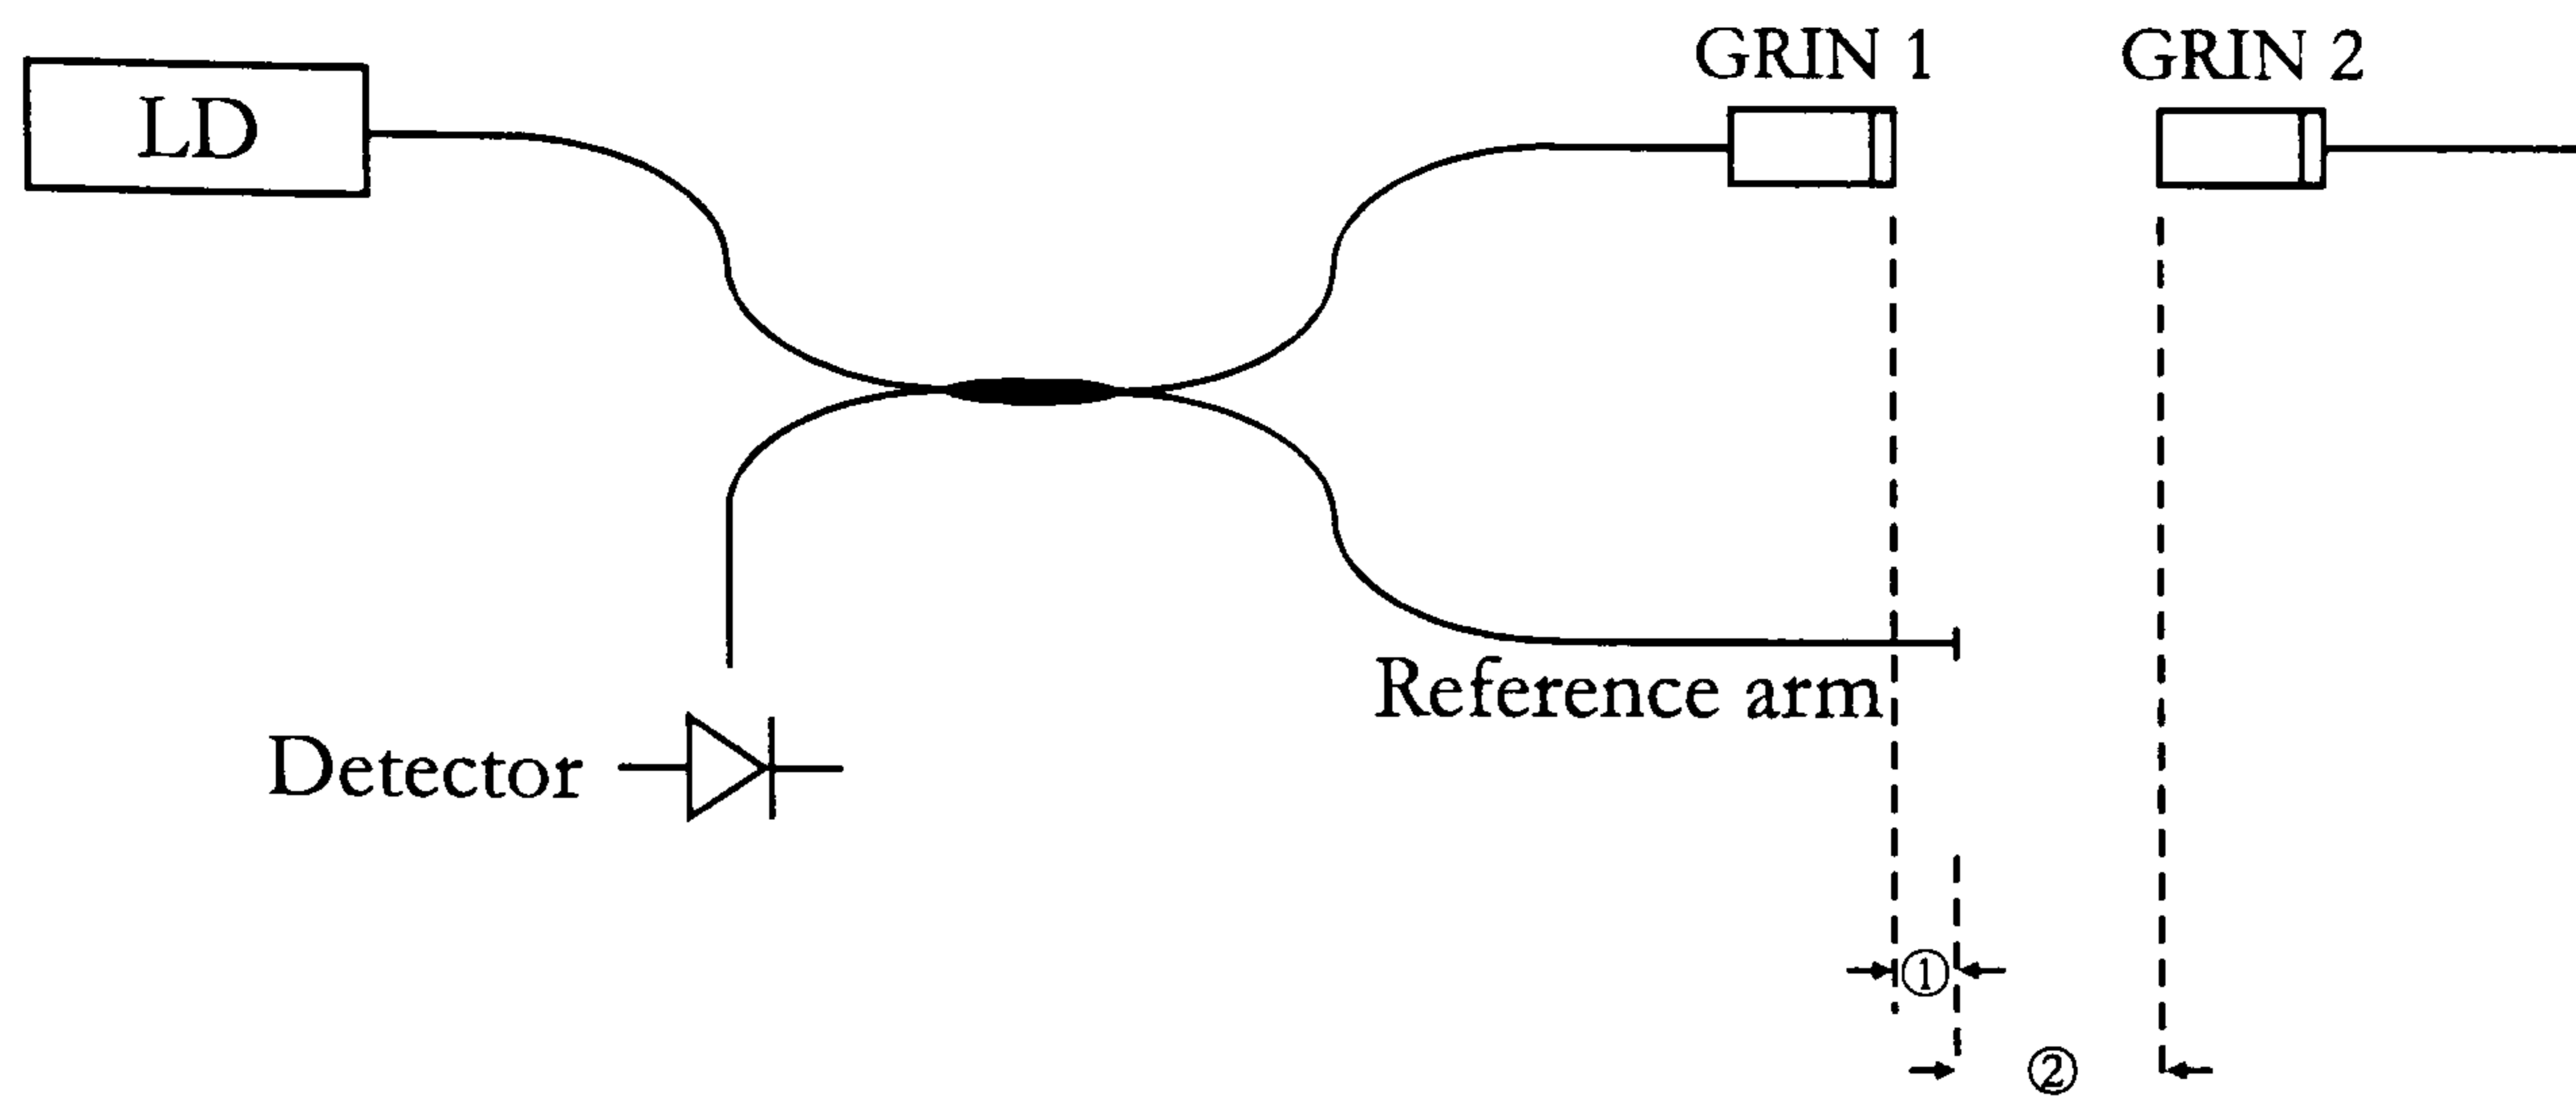 GRIN 1
GRIN 2
LD
Reference arm
Detector
①
②